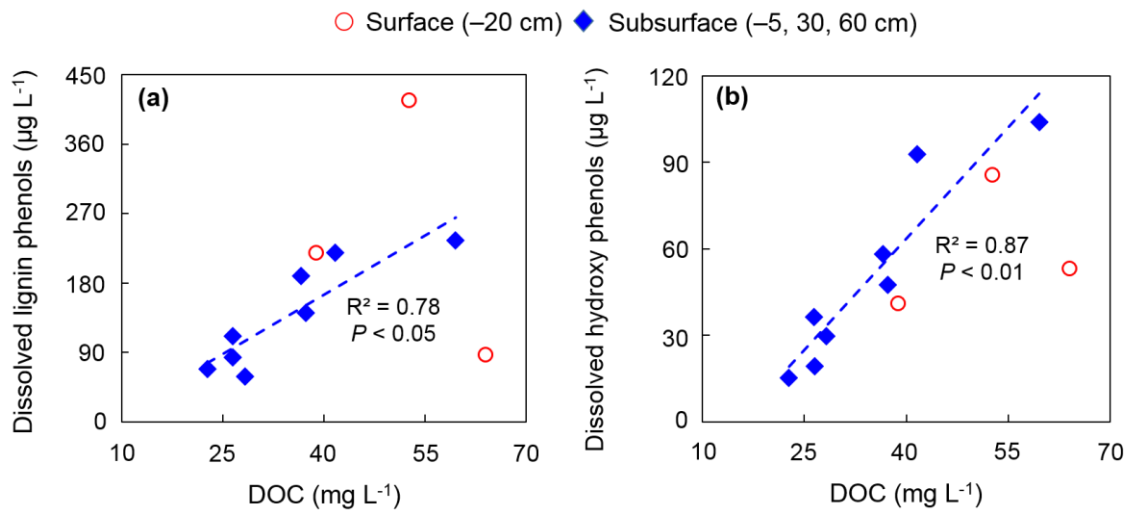 Surface (–20 cm) Subsurface (–5, 30, 60 cm)
(a)
Dissolved lignin phenols (µg L-1)
450
360
270
180
90
0
R² = 0.78
P < 0.05
10 25 40 55 70
DOC (mg L-1)
(b)
Dissolved hydroxy phenols (µg L-1)
120
90
60
30
0
R² = 0.87
P < 0.01
10 25 40 55 70
DOC (mg L-1)